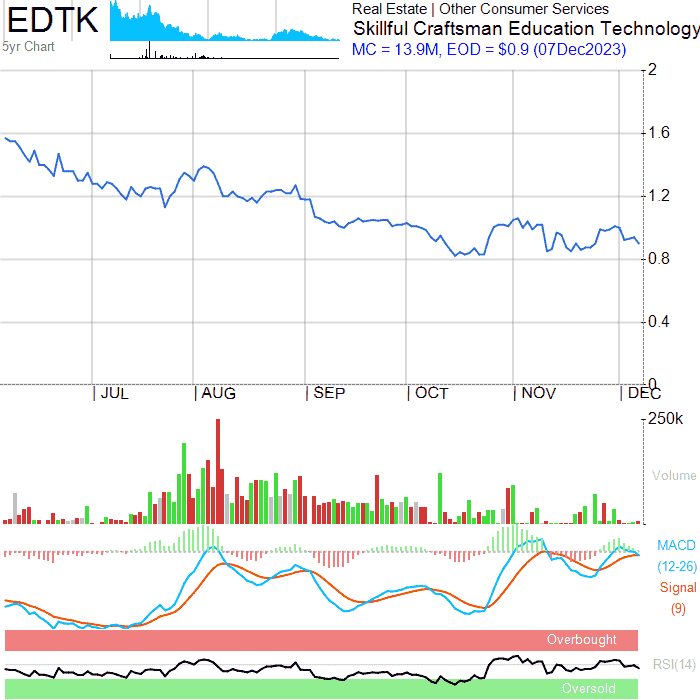 EDTK
5yr Chart
Real Estate | Other Consumer Services
Skillful Craftsman Education Technology
MC = 13.9M, EOD = $0.9 (07Dec2023)
2
1.6
1.2
0.8
0.4
0
JUL AUG SEP OCT NOV DEC
250k
Volume
MACD
(12-26)
Signal
(9)
Overbought
RSI(14)
Oversold